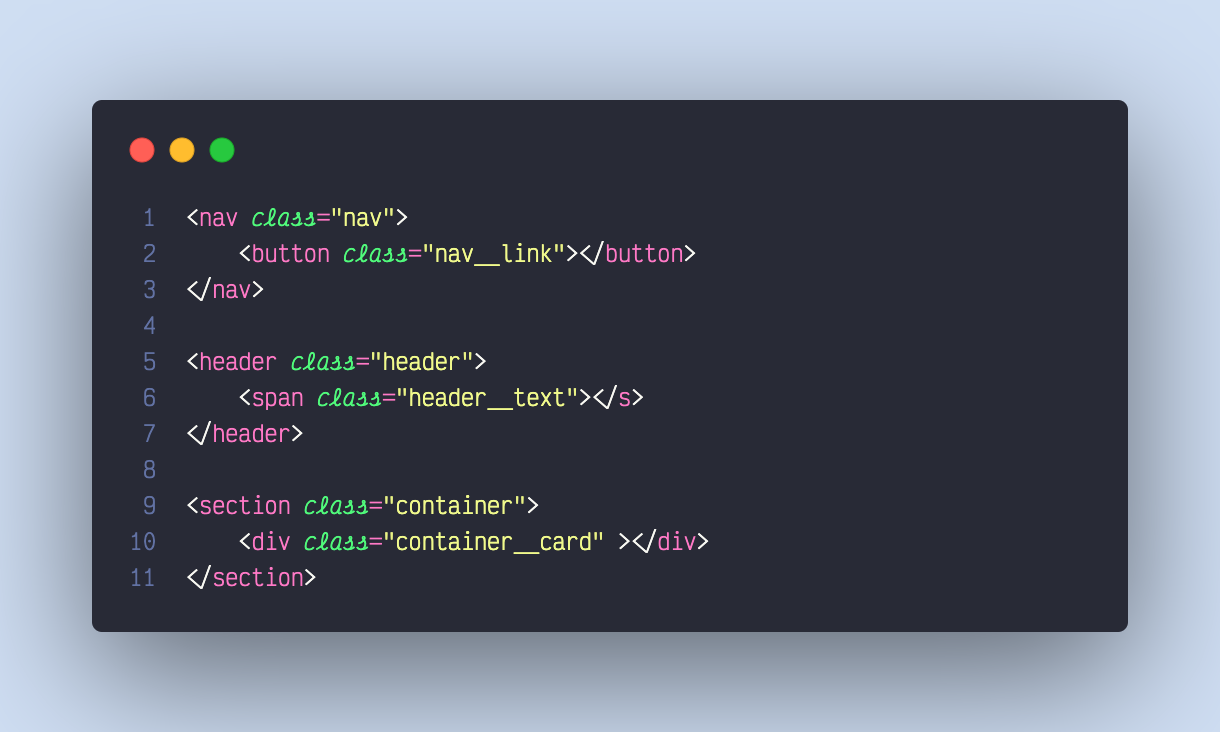 1 <nav class="nav">
2     <button class="nav__link"></button>
3 </nav>
4
5 <header class="header">
6     <span class="header__text"></s>
7 </header>
8
9 <section class="container">
10     <div class="container__card" ></div>
11 </section>